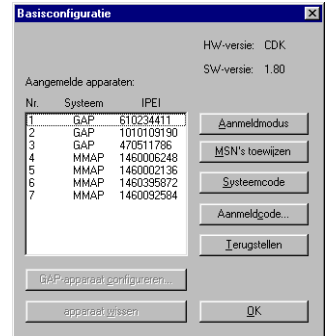 Basisconfiguratie
HW-versie: CDK
SW-versie: 1.80
Aangemelde apparaten:
Nr. Systeem IPEI
1 GAP 610234411
2 GAP 1010109190
3 GAP 470511786
4 MMAP 1460006248
5 MMAP 1460002136
6 MMAP 1460395872
7 MMAP 1460092584
Aanmeldmodus
MSN's toewijzen
Systeemcode
Aanmeldcode...
Terugstellen
GAP-apparaat configureren...
apparaat wissen
OK